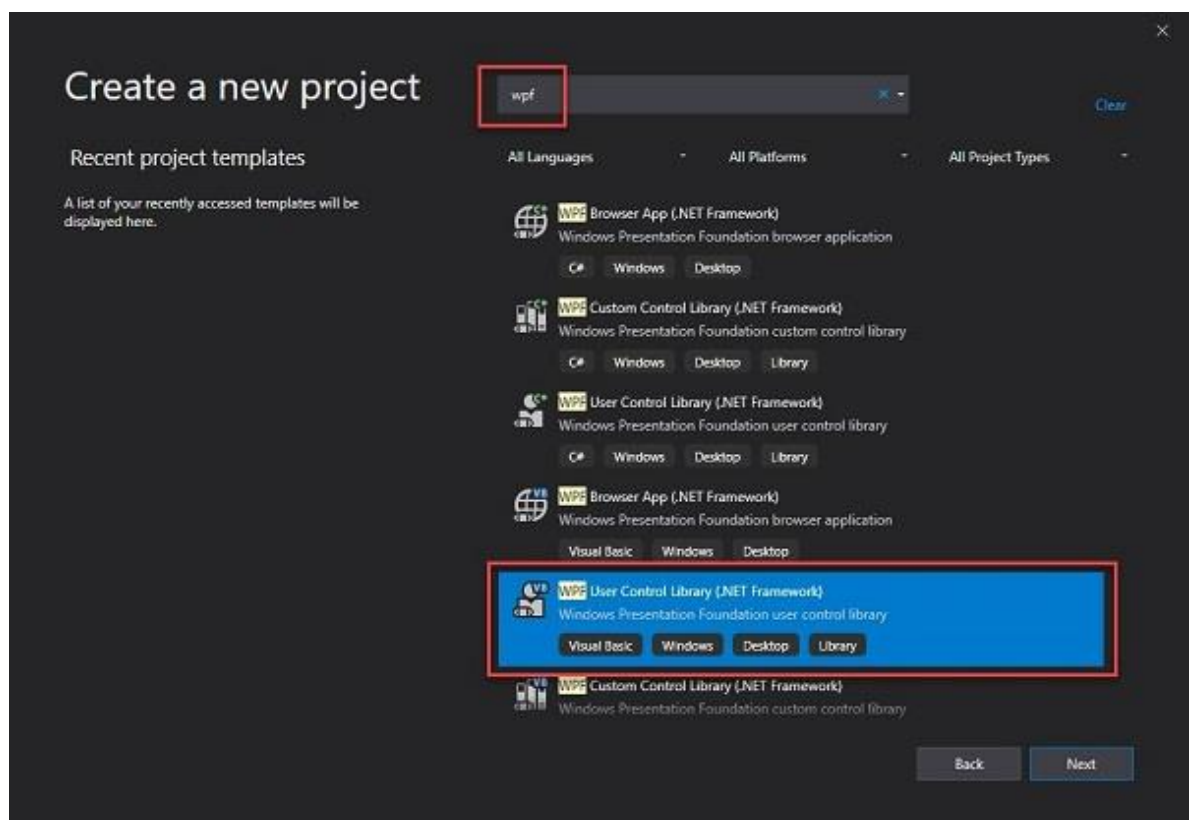 Create a new project
wpf
Clear
Recent project templates
A list of your recently accessed templates will be
displayed here.
All Languages
All Platforms
All Project Types
WPF Browser App (.NET Framework)
Windows Presentation Foundation browser application
C# Windows Desktop
WPF Custom Control Library (.NET Framework)
Windows Presentation Foundation custom control library
C# Windows Desktop Library
WPF User Control Library (.NET Framework)
Windows Presentation Foundation user control library
C# Windows Desktop Library
WPF Browser App (.NET Framework)
Windows Presentation Foundation browser application
Visual Basic Windows Desktop
WPF User Control Library (.NET Framework)
Windows Presentation Foundation user control library
Visual Basic Windows Desktop Library
WPF Custom Control Library (.NET Framework)
Windows Presentation Foundation custom control library
Back
Next